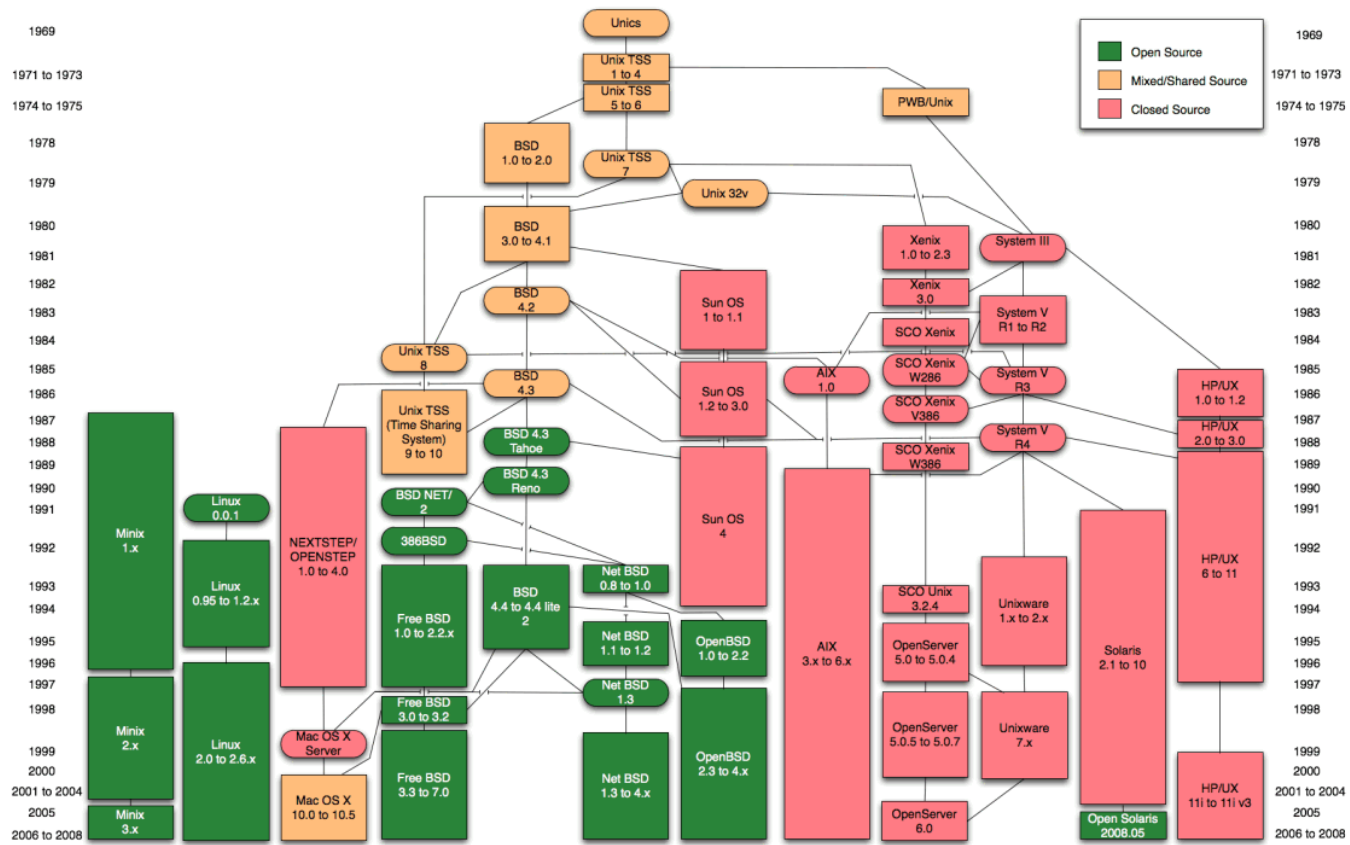 1969
1971 to 1973
1974 to 1975
1978
1979
1980
1981
1982
1983
1984
1985
1986
1987
1988
1989
1990
1991
1992
1993
1994
1995
1996
1997
1998
1999
2000
2001 to 2004
2005
2006 to 2008
Unics
Unix TSS
1 to 4
Unix TSS
5 to 6
PWB/Unix
BSD
1.0 to 2.0
Unix TSS
7
Unix 32v
BSD
3.0 to 4.1
Xenix
1.0 to 2.3
System III
Xenix
3.0
BSD
4.2
Sun OS
1 to 1.1
System V
R1 to R2
SCO Xenix
Unix TSS
8
SCO Xenix
W286
BSD
4.3
AIX
1.0
System V
R3
Sun OS
1.2 to 3.0
HP/UX
1.0 to 1.2
Unix TSS
(Time Sharing
System)
9 to 10
SCO Xenix
V386
HP/UX
2.0 to 3.0
BSD 4.3
Tahoe
System V
R4
SCO Xenix
W386
BSD 4.3
Reno
BSD NET/
2
Linux
0.0.1
Minix
1.x
NEXTSTEP/
OPENSTEP
1.0 to 4.0
386BSD
Sun OS
4
HP/UX
6 to 11
Linux
0.95 to 1.2.x
Free BSD
1.0 to 2.2.x
BSD
4.4 to 4.4 lite
2
Net BSD
0.8 to 1.0
SCO Unix
3.2.4
Unixware
1.x to 2.x
Net BSD
1.1 to 1.2
OpenBSD
1.0 to 2.2
AIX
3.x to 6.x
OpenServer
5.0 to 5.0.4
Solaris
2.1 to 10
Net BSD
1.3
Free BSD
3.0 to 3.2
Minix
2.x
Linux
2.0 to 2.6.x
Mac OS X
Server
OpenServer
5.0.5 to 5.0.7
Unixware
7.x
Free BSD
3.3 to 7.0
Net BSD
1.3 to 4.x
OpenBSD
2.3 to 4.x
Mac OS X
10.0 to 10.5
HP/UX
11i to 11i v3
Minix
3.x
OpenServer
6.0
Open Solaris
2008.05
Open Source
Mixed/Shared Source
Closed Source
1969
1971 to 1973
1974 to 1975
1978
1979
1980
1981
1982
1983
1984
1985
1986
1987
1988
1989
1990
1991
1992
1993
1994
1995
1996
1997
1998
1999
2000
2001 to 2004
2005
2006 to 2008